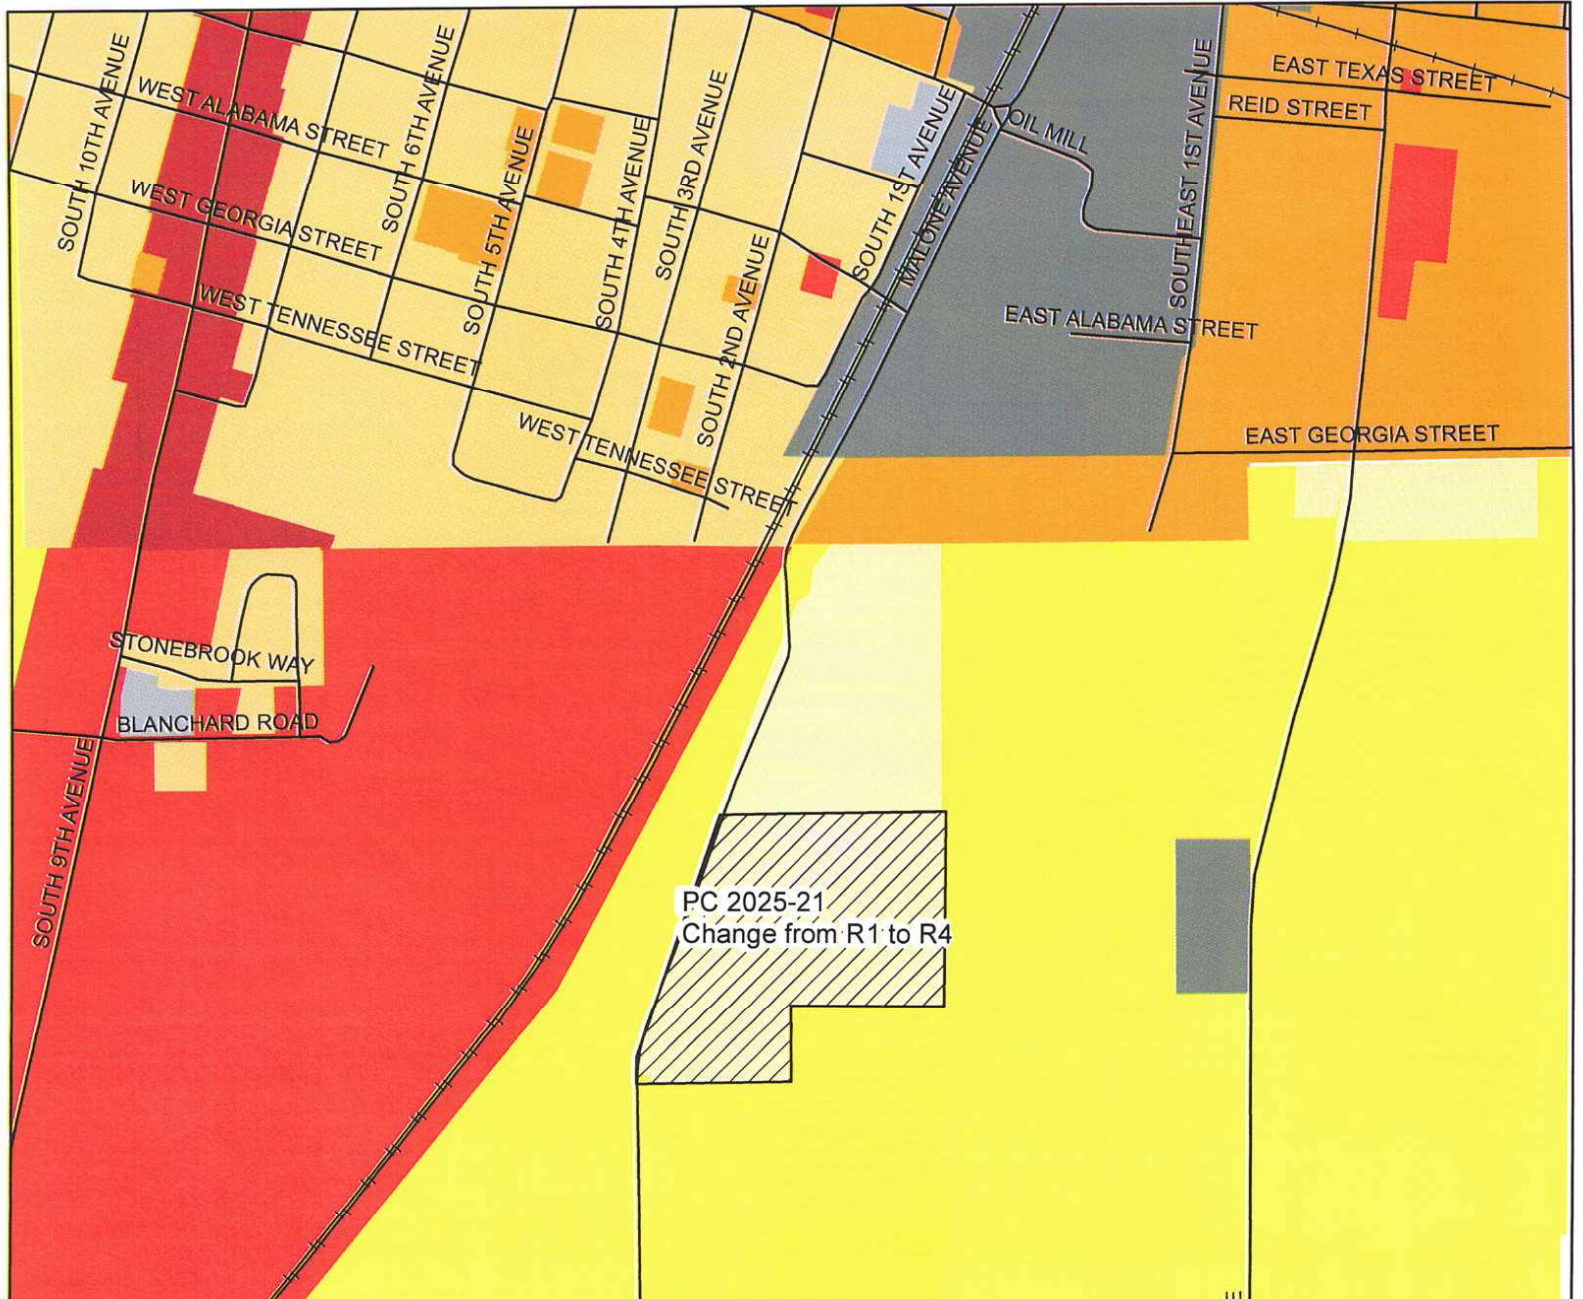 EAST TEXAS STREET
REID STREET
WEST ALABAMA STREET
SOUTH 10TH AVENUE
SOUTH 6TH AVENUE
SOUTH 5TH AVENUE
SOUTH 4TH AVENUE
SOUTH 3RD AVENUE
SOUTH 1ST AVENUE
MALONE AVENUE
OIL MILL
SOUTHEAST 1ST AVENUE
WEST GEORGIA STREET
SOUTH 2ND AVENUE
WEST TENNESSEE STREET
EAST ALABAMA STREET
WEST TENNESSEE STREET
EAST GEORGIA STREET
STONEBROOK WAY
BLANCHARD ROAD
SOUTH 9TH AVENUE
PC 2025-21
Change from R1 to R4